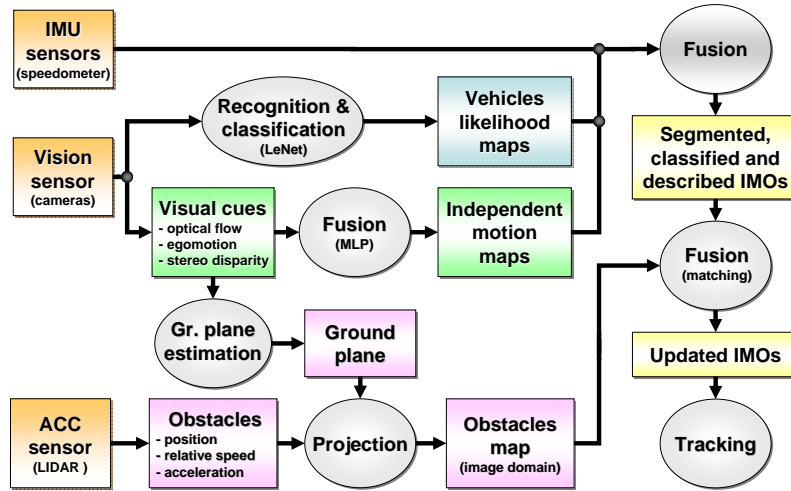 IMU
sensors
(speedometer)
Fusion
Recognition &
classification
(LeNet)
Vehicles
likelihood
maps
Segmented,
classified and
described IMOs
Vision
sensor
(cameras)
Visual cues
- optical flow
- egomotion
- stereo disparity
Fusion
(MLP)
Independent
motion
maps
Fusion
(matching)
Gr. plane
estimation
Ground
plane
Updated IMOs
ACC
sensor
(LIDAR )
Obstacles
- position
- relative speed
- acceleration
Projection
Obstacles
map
(image domain)
Tracking